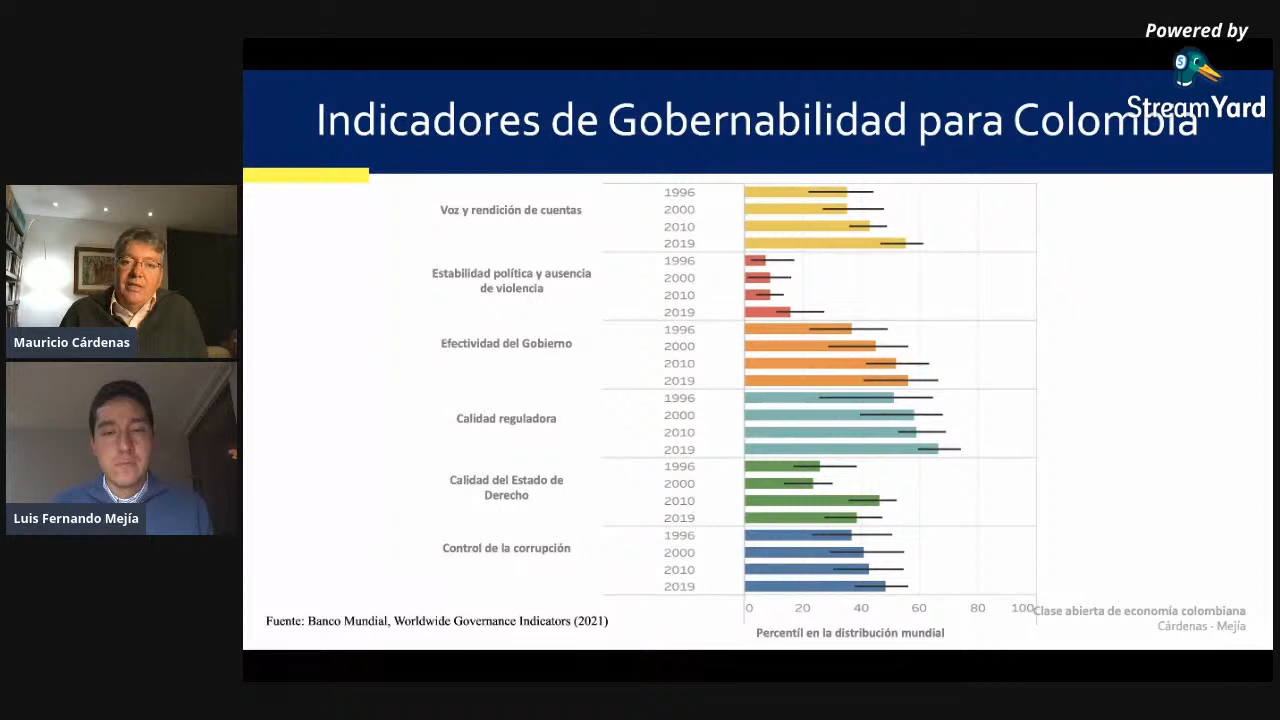 Powered by
StreamYard
Indicadores de Gobernabilidad para Colombia
Voz y rendición de cuentas
1996
2000
2010
2019
Estabilidad política y ausencia
de violencia
1996
2000
2010
2019
Efectividad del Gobierno
1996
2000
2010
2019
Calidad reguladora
1996
2000
2010
2019
Calidad del Estado de
Derecho
1996
2000
2010
2019
Control de la corrupción
1996
2000
2010
2019
0 20 40 60 80 100
Percentíl en la distribución mundial
Fuente: Banco Mundial, Worldwide Governance Indicators (2021)
Clase abierta de economía colombiana
Cárdenas - Mejía
Mauricio Cárdenas
Luis Fernando Mejía